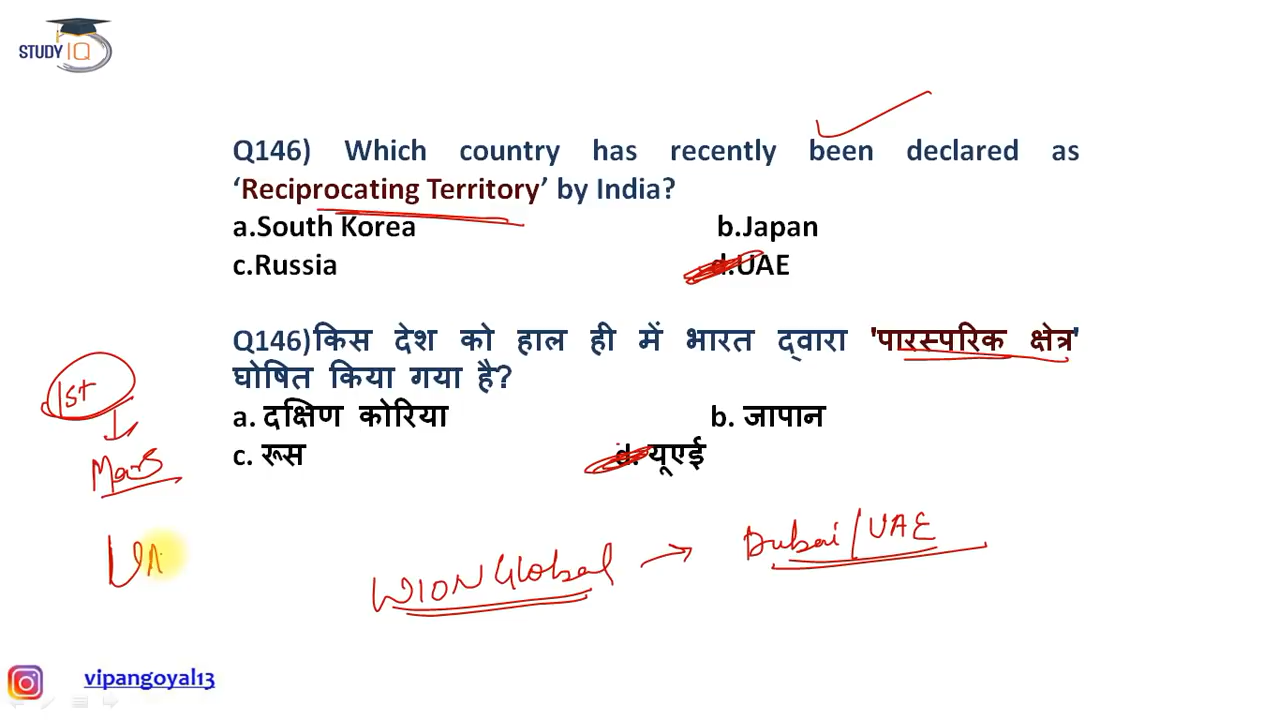 STUDY IQ
Q146) Which country has recently been declared as
‘Reciprocating Territory’ by India?
a.South Korea b.Japan
c.Russia d.UAE
Q146)किस देश को हाल ही में भारत द्वारा 'पारस्परिक क्षेत्र'
घोषित किया गया है?
a. दक्षिण कोरिया b. जापान
c. रूस d. यूएई
1st
Mars
UA
WION Global → Dubai/UAE
vipangoyal13